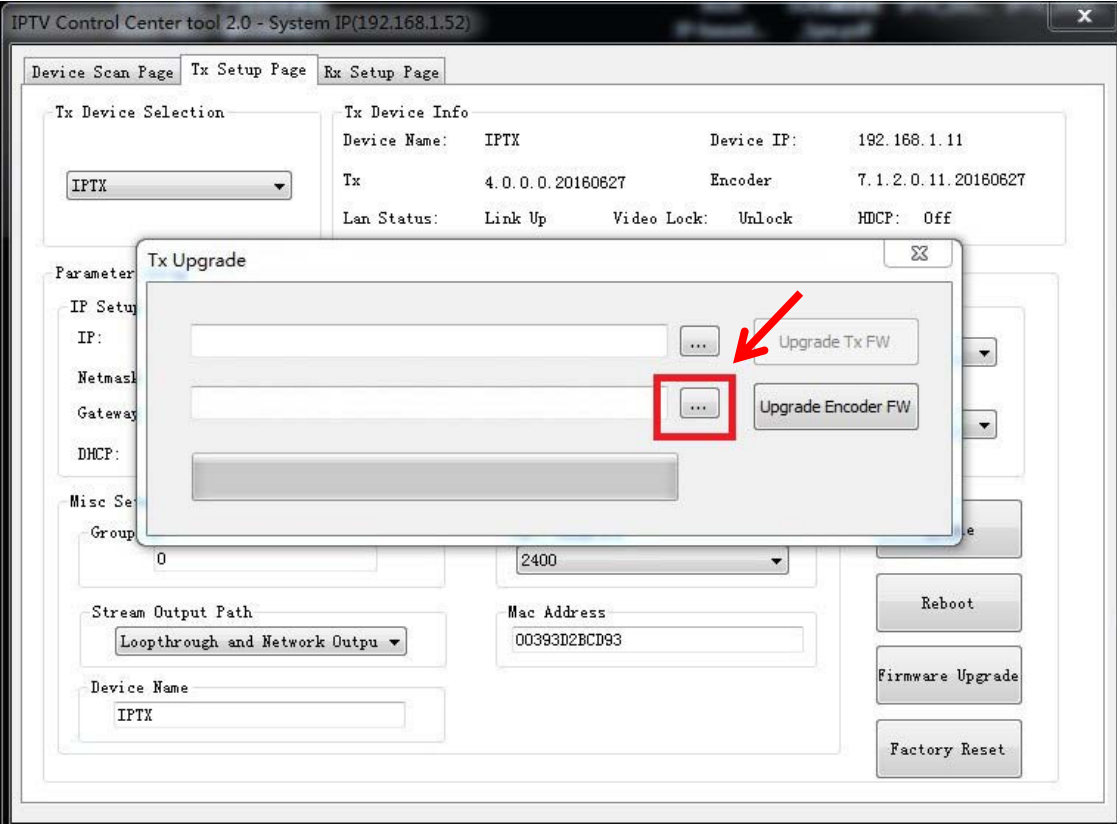 IPTV Control Center tool 2.0 - System IP(192.168.1.52)
x
Device Scan Page Tx Setup Page Rx Setup Page
Tx Device Selection
IPTX
Tx Device Info
Device Name: IPTX Device IP: 192.168.1.11
Tx 4.0.0.0.20160627 Encoder 7.1.2.0.11.20160627
Lan Status: Link Up Video Lock: Unlock HDCP: Off
Tx Upgrade
... Upgrade Tx FW
... Upgrade Encoder FW
Parameter
IP Setup
IP:
Netmask
Gateway
DHCP:
Misc Se
Group
0
2400
Stream Output Path
Loopthrough and Network Outpu
Mac Address
00393D2BCD93
Device Name
IPTX
Reboot
Firmware Upgrade
Factory Reset